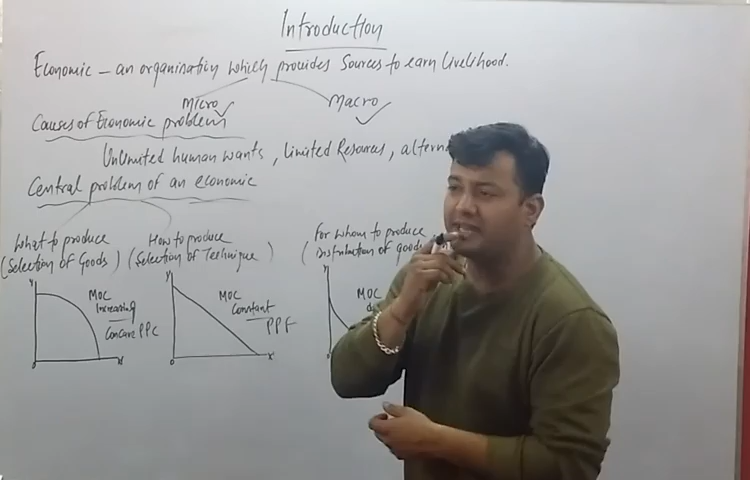 Introduction
Economic – an organination which provides Sources to earn Livelihood.
Micro Macro
Causes of Economic problem
Unlimited human wants, Limited Resources, altern
Central problem of an economic
What to produce
(Selection of Goods)
How to produce
(Selection of Technique)
For whom to produce
(Distribution of goods
Y
MOC
Increasing
Concave PPC
O X
Y
MOC
Constant
PPF
O X
Y
MOC
d
O